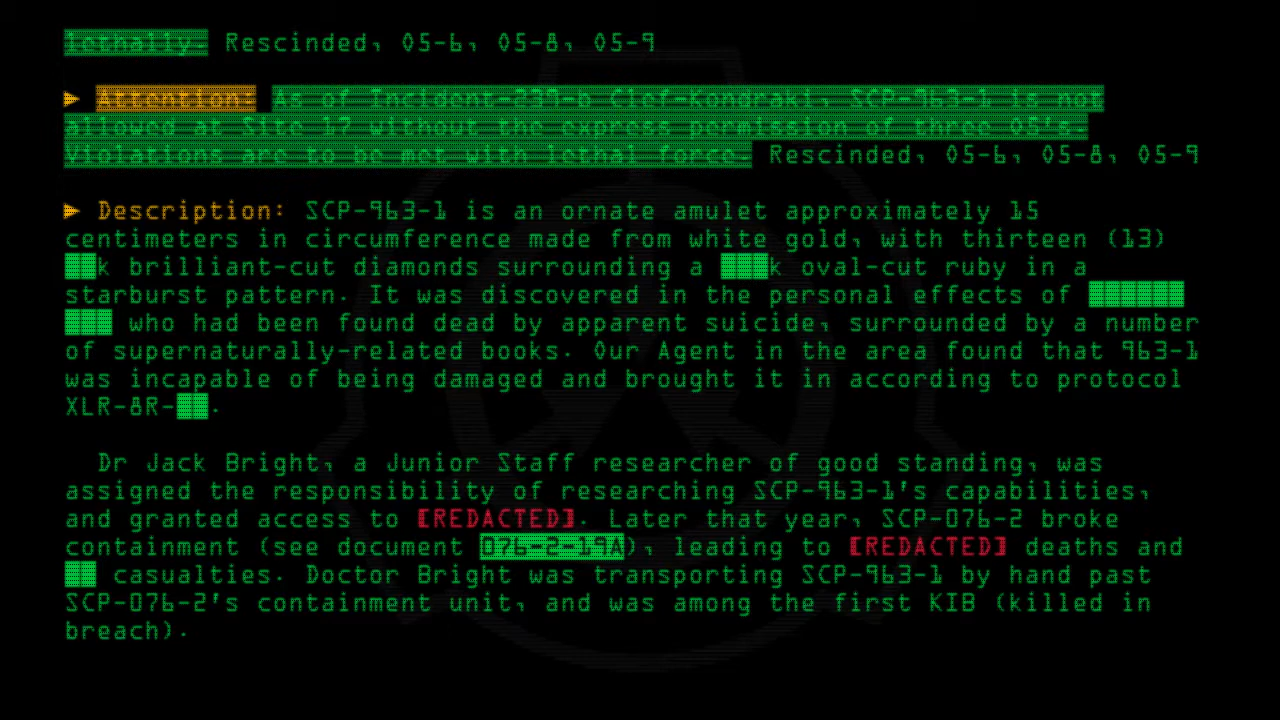 lethally. Rescinded, 05-6, 05-8, 05-9
► Attention: As of Incident-239-b Clef-Kondraki, SCP-963-1 is not
allowed at Site 17 without the express permission of three 05's.
Violations are to be met with lethal force. Rescinded, 05-6, 05-8, 05-9
► Description: SCP-963-1 is an ornate amulet approximately 15
centimeters in circumference made from white gold, with thirteen (13)
██k brilliant-cut diamonds surrounding a ███k oval-cut ruby in a
starburst pattern. It was discovered in the personal effects of ██████
███ who had been found dead by apparent suicide, surrounded by a number
of supernaturally-related books. Our Agent in the area found that 963-1
was incapable of being damaged and brought it in according to protocol
XLR-8R-██.
Dr Jack Bright, a Junior Staff researcher of good standing, was
assigned the responsibility of researching SCP-963-1's capabilities,
and granted access to [REDACTED]. Later that year, SCP-076-2 broke
containment (see document 076-2-19A), leading to [REDACTED] deaths and
██ casualties. Doctor Bright was transporting SCP-963-1 by hand past
SCP-076-2's containment unit, and was among the first KIB (killed in
breach).